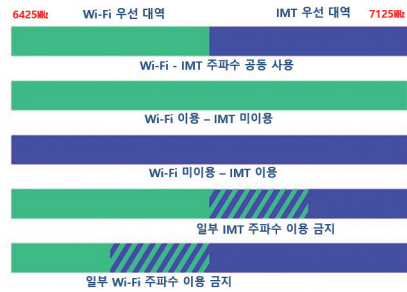 6425㎒ Wi-Fi 우선 대역 IMT 우선 대역 7125㎒
Wi-Fi - IMT 주파수 공동 사용
Wi-Fi 이용 – IMT 미이용
Wi-Fi 미이용 – IMT 이용
일부 IMT 주파수 이용 금지
일부 Wi-Fi 주파수 이용 금지